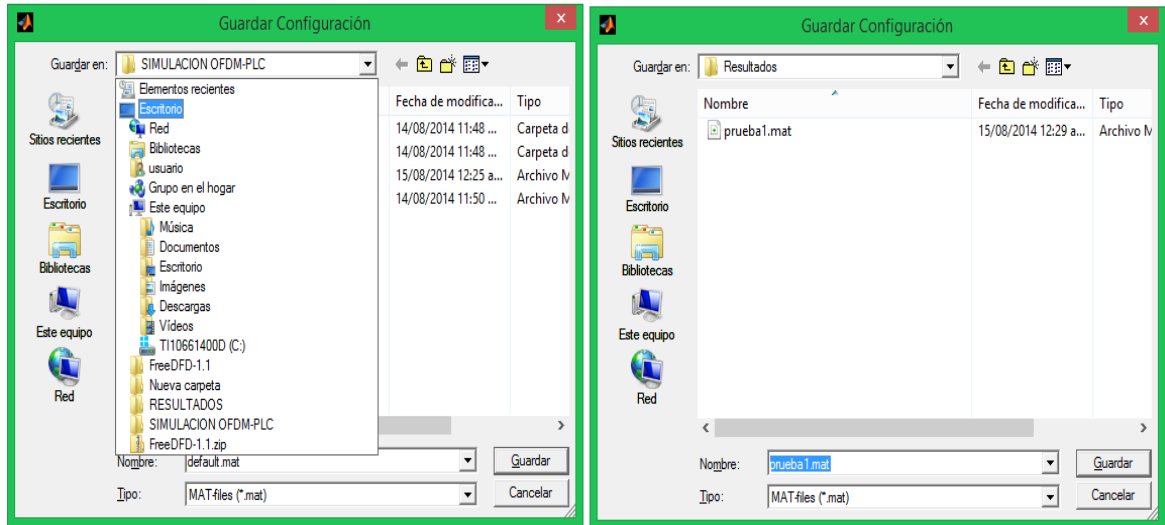 Guardar Configuración
x
Guardar en: SIMULACION OFDM-PLC
Elementos recientes
Escritorio
Red
Bibliotecas
usuario
Grupo en el hogar
Este equipo
Música
Documentos
Escritorio
Imágenes
Descargas
Vídeos
TI10661400D (C:)
FreeDFD-1.1
Nueva carpeta
RESULTADOS
SIMULACION OFDM-PLC
FreeDFD-1.1.zip
Sitios recientes
Escritorio
Bibliotecas
Este equipo
Red
Fecha de modifica... Tipo
14/08/2014 11:48 ... Carpeta d
14/08/2014 11:48 ... Carpeta d
15/08/2014 12:25 a... Archivo M
14/08/2014 11:50 ... Archivo M
Nombre: default.mat Guardar
Tipo: MAT-files (*.mat) Cancelar
Guardar Configuración
x
Guardar en: Resultados
Sitios recientes
Escritorio
Bibliotecas
Este equipo
Red
Nombre Fecha de modifica... Tipo
prueba1.mat 15/08/2014 12:29 a... Archivo M
Nombre: prueba1.mat Guardar
Tipo: MAT-files (*.mat) Cancelar